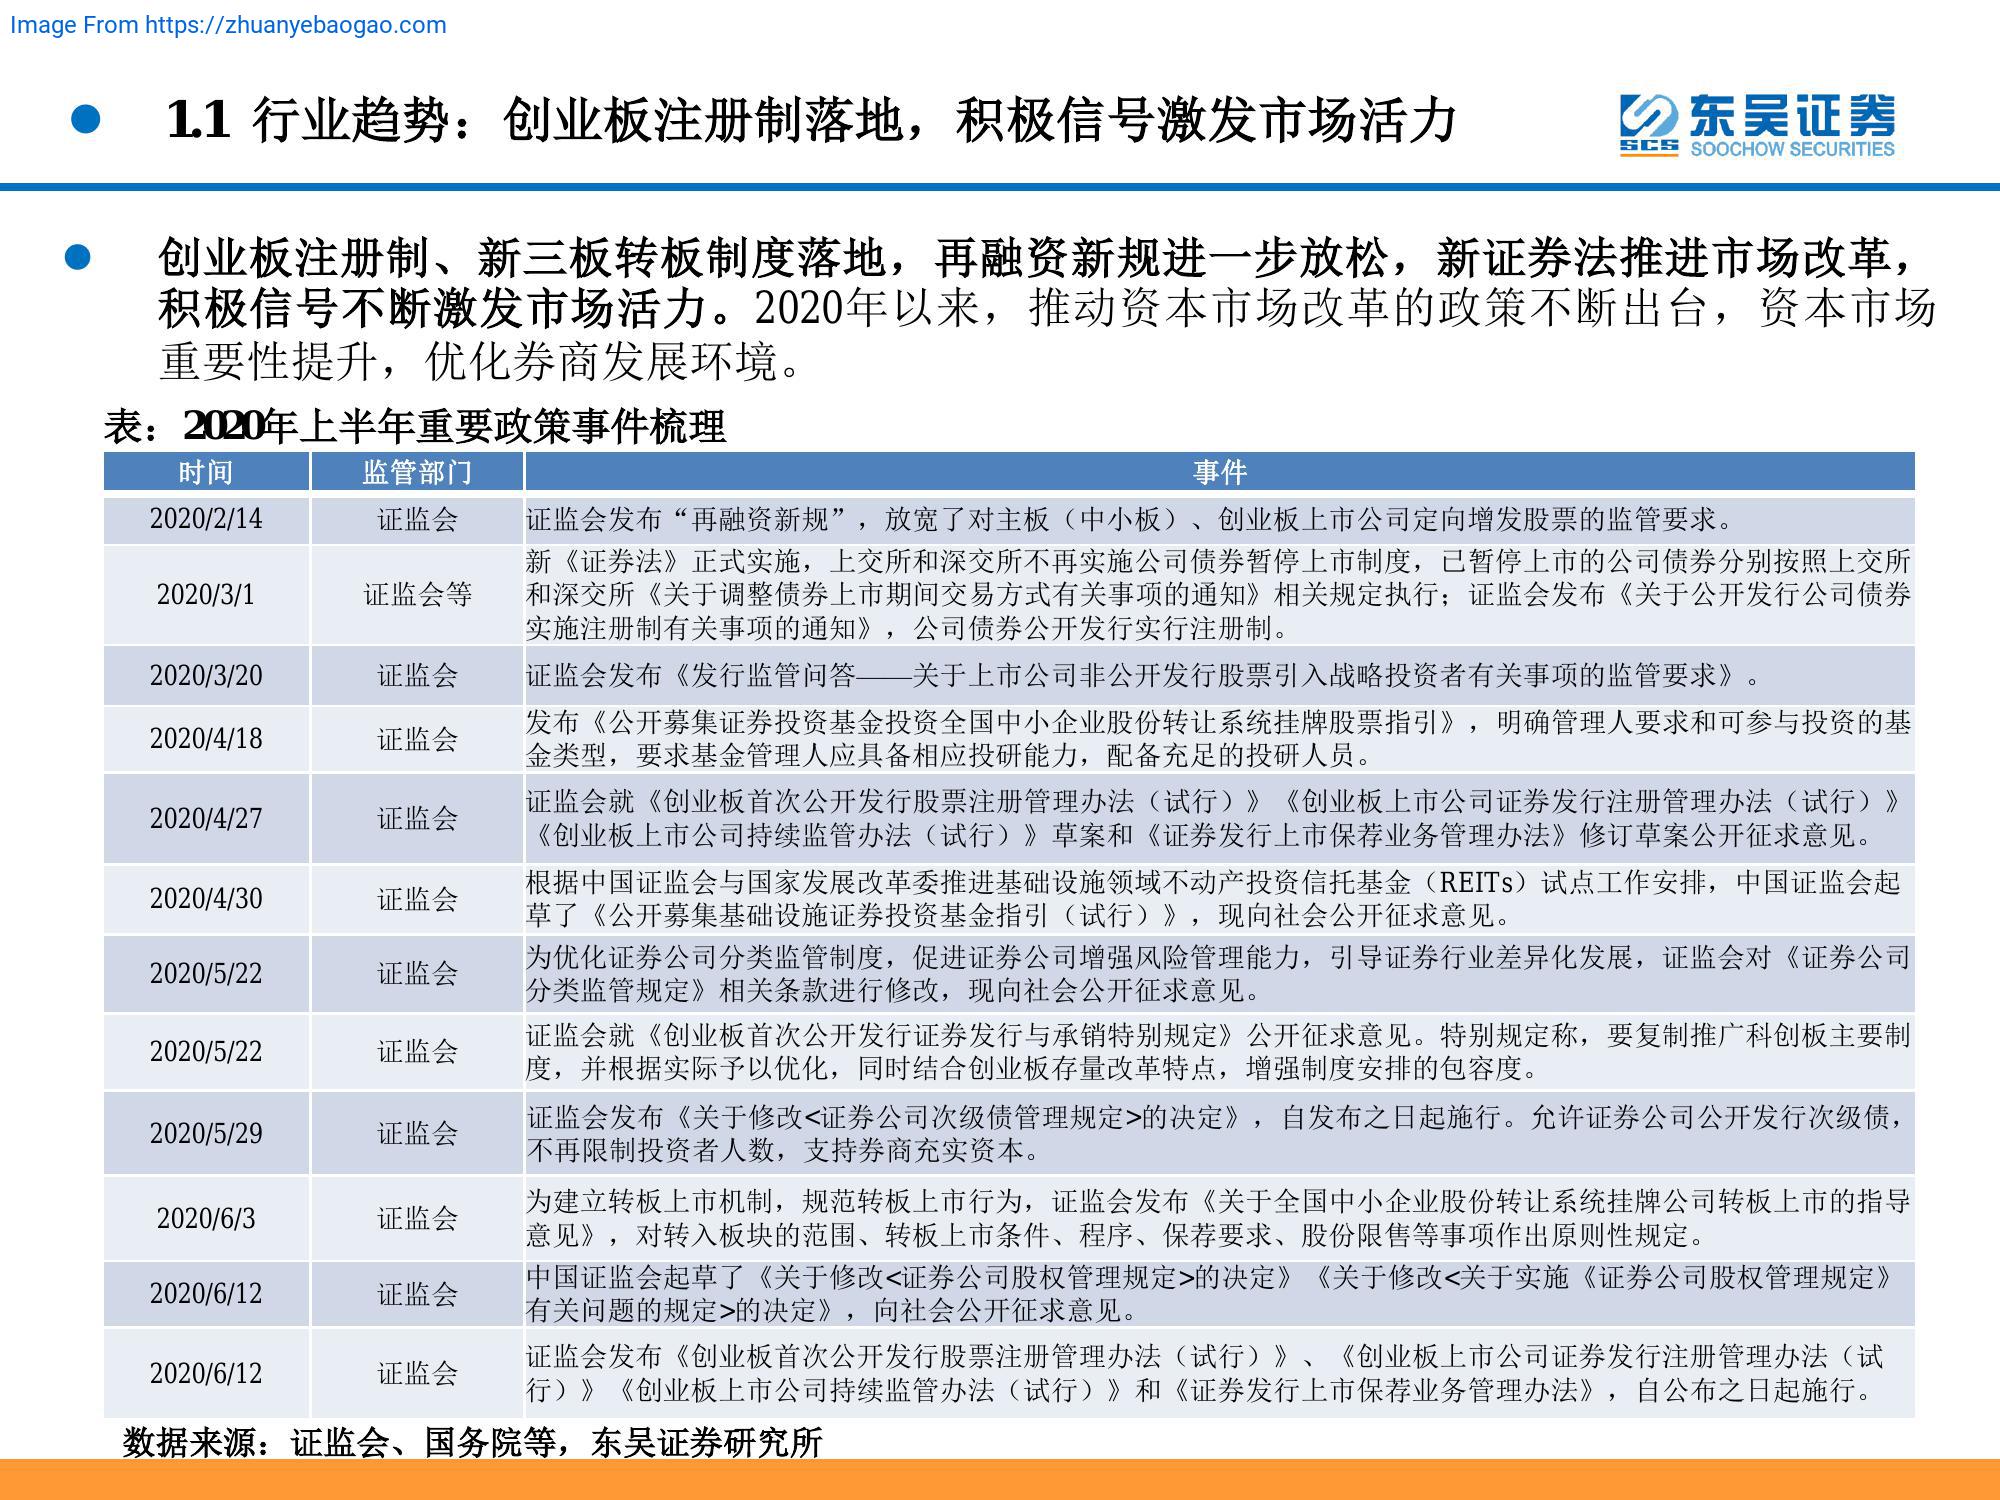 Image From https://zhuanyebaogao.com
1.1 行业趋势：创业板注册制落地，积极信号激发市场活力
东吴证券
SCS
SOOCHOW SECURITIES
创业板注册制、新三板转板制度落地，再融资新规进一步放松，新证券法推进市场改革，
积极信号不断激发市场活力。2020年以来，推动资本市场改革的政策不断出台，资本市场
重要性提升，优化券商发展环境。
表：2020年上半年重要政策事件梳理
时间 监管部门 事件
2020/2/14 证监会 证监会发布“再融资新规”，放宽了对主板（中小板）、创业板上市公司定向增发股票的监管要求。
2020/3/1 证监会等 新《证券法》正式实施，上交所和深交所不再实施公司债券暂停上市制度，已暂停上市的公司债券分别按照上交所
和深交所《关于调整债券上市期间交易方式有关事项的通知》相关规定执行；证监会发布《关于公开发行公司债券
实施注册制有关事项的通知》，公司债券公开发行实行注册制。
2020/3/20 证监会 证监会发布《发行监管问答——关于上市公司非公开发行股票引入战略投资者有关事项的监管要求》。
2020/4/18 证监会 发布《公开募集证券投资基金投资全国中小企业股份转让系统挂牌股票指引》，明确管理人要求和可参与投资的基
金类型，要求基金管理人应具备相应投研能力，配备充足的投研人员。
2020/4/27 证监会 证监会就《创业板首次公开发行股票注册管理办法（试行）》《创业板上市公司证券发行注册管理办法（试行）》
《创业板上市公司持续监管办法（试行）》草案和《证券发行上市保荐业务管理办法》修订草案公开征求意见。
2020/4/30 证监会 根据中国证监会与国家发展改革委推进基础设施领域不动产投资信托基金（REITs）试点工作安排，中国证监会起
草了《公开募集基础设施证券投资基金指引（试行）》，现向社会公开征求意见。
2020/5/22 证监会 为优化证券公司分类监管制度，促进证券公司增强风险管理能力，引导证券行业差异化发展，证监会对《证券公司
分类监管规定》相关条款进行修改，现向社会公开征求意见。
2020/5/22 证监会 证监会就《创业板首次公开发行证券发行与承销特别规定》公开征求意见。特别规定称，要复制推广科创板主要制
度，并根据实际予以优化，同时结合创业板存量改革特点，增强制度安排的包容度。
2020/5/29 证监会 证监会发布《关于修改<证券公司次级债管理规定>的决定》，自发布之日起施行。允许证券公司公开发行次级债，
不再限制投资者人数，支持券商充实资本。
2020/6/3 证监会 为建立转板上市机制，规范转板上市行为，证监会发布《关于全国中小企业股份转让系统挂牌公司转板上市的指导
意见》，对转入板块的范围、转板上市条件、程序、保荐要求、股份限售等事项作出原则性规定。
2020/6/12 证监会 中国证监会起草了《关于修改<证券公司股权管理规定>的决定》《关于修改<关于实施《证券公司股权管理规定》
有关问题的规定>的决定》，向社会公开征求意见。
2020/6/12 证监会 证监会发布《创业板首次公开发行股票注册管理办法（试行）》、《创业板上市公司证券发行注册管理办法（试
行）》《创业板上市公司持续监管办法（试行）》和《证券发行上市保荐业务管理办法》，自公布之日起施行。
数据来源：证监会、国务院等，东吴证券研究所